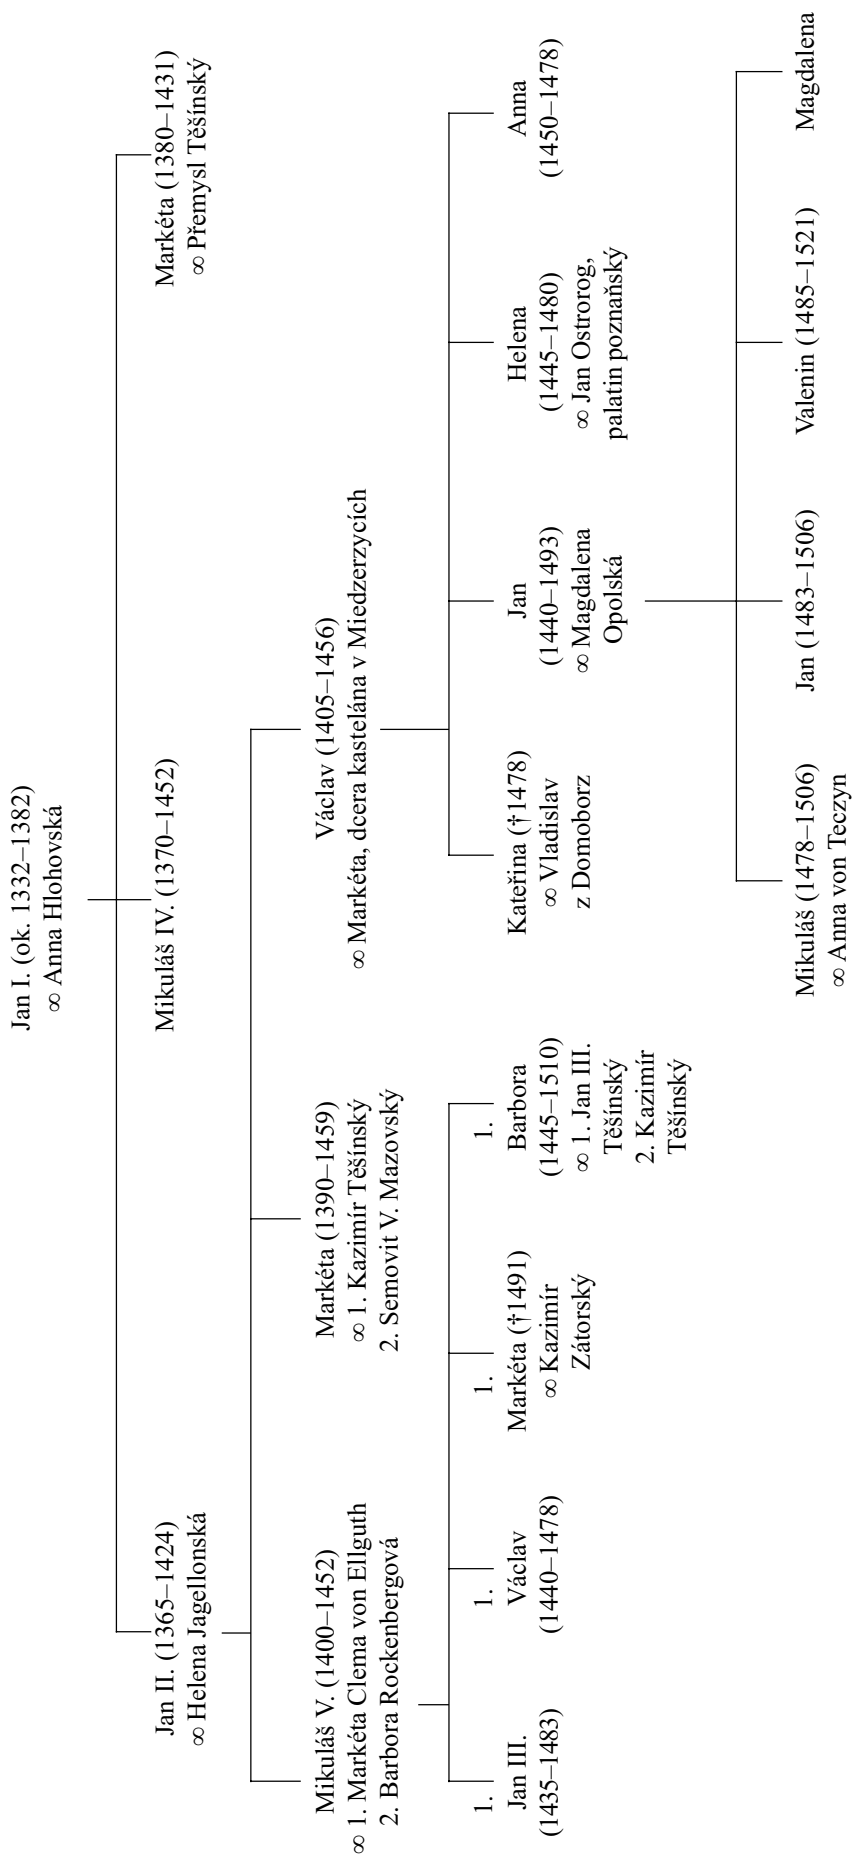 Jan I. (ok. 1332–1382)
∞ Anna Hlohovská
Jan II. (1365–1424)
∞ Helena Jagellonská
Mikuláš IV. (1370–1452)
Markéta (1380–1431)
∞ Přemysl Těšínský
Mikuláš V. (1400–1452)
∞ 1. Markéta Clema von Ellguth
2. Barbora Rockenbergová
Markéta (1390–1459)
∞ 1. Kazimír Těšínský
2. Semovit V. Mazovský
Václav (1405–1456)
∞ Markéta, dcera kastelána v Miedzerzycích
1.
Jan III.
(1435–1483)
1.
Václav
(1440–1478)
1.
Markéta (†1491)
∞ Kazimír
Zátorský
1.
Barbora
(1445–1510)
∞ 1. Jan III.
Těšínský
2. Kazimír
Těšínský
Kateřina (†1478)
∞ Vladislav
z Domoborz
Jan
(1440–1493)
∞ Magdalena
Opolská
Helena
(1445–1480)
∞ Jan Ostrorog,
palatin poznaňský
Anna
(1450–1478)
Mikuláš (1478–1506)
∞ Anna von Teczyn
Jan (1483–1506)
Valenin (1485–1521)
Magdalena